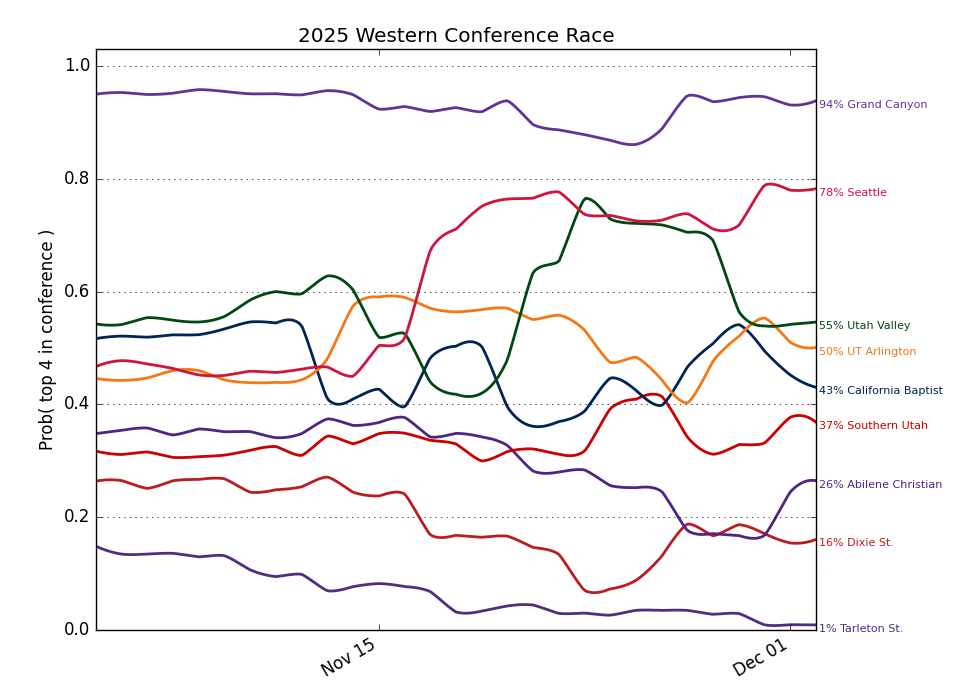 2025 Western Conference Race
Prob( top 4 in conference )
1.0
0.8
0.6
0.4
0.2
0.0
Nov 15
Dec 01
94% Grand Canyon
78% Seattle
55% Utah Valley
50% UT Arlington
43% California Baptist
37% Southern Utah
26% Abilene Christian
16% Dixie St.
1% Tarleton St.